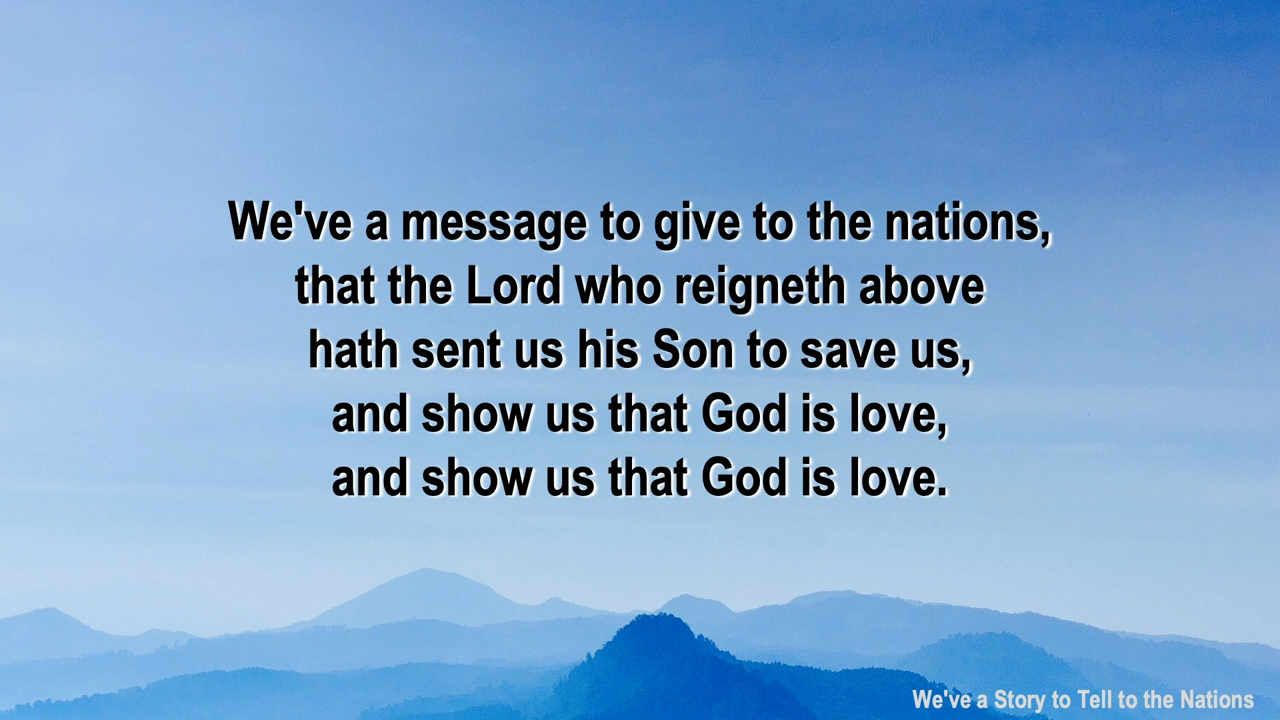 We've a message to give to the nations,
that the Lord who reigneth above
hath sent us his Son to save us,
and show us that God is love,
and show us that God is love.
We've a Story to Tell to the Nations